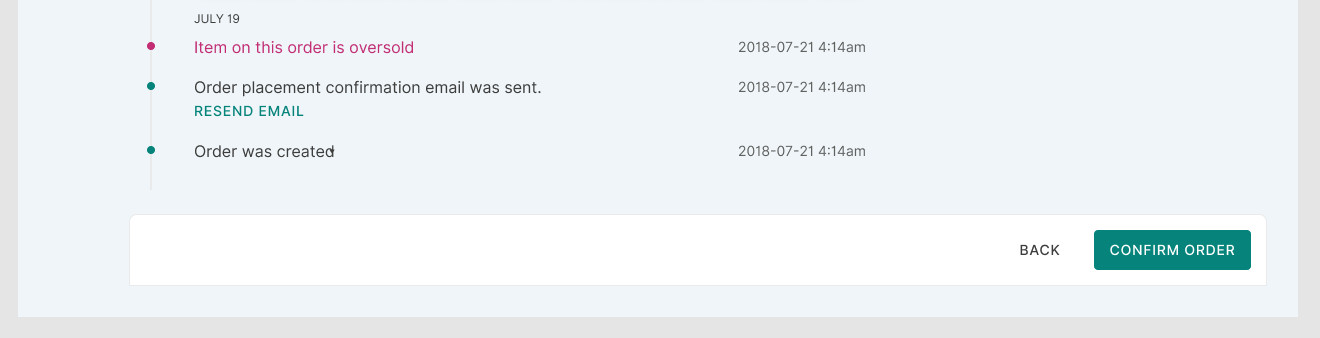 JULY 19
Item on this order is oversold 2018-07-21 4:14am
Order placement confirmation email was sent. 2018-07-21 4:14am
RESEND EMAIL
Order was created 2018-07-21 4:14am
BACK CONFIRM ORDER